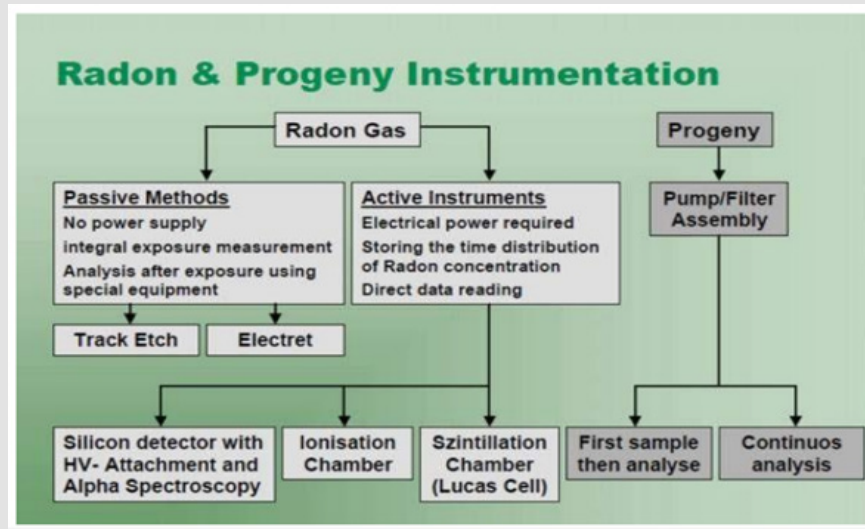 Radon & Progeny Instrumentation
Radon Gas
Progeny
Passive Methods
No power supply
integral exposure measurement
Analysis after exposure using
special equipment
Active Instruments
Electrical power required
Storing the time distribution
of Radon concentration
Direct data reading
Pump/Filter
Assembly
Track Etch
Electret
Silicon detector with
HV- Attachment and
Alpha Spectroscopy
Ionisation
Chamber
Szintillation
Chamber
(Lucas Cell)
First sample
then analyse
Continuos
analysis